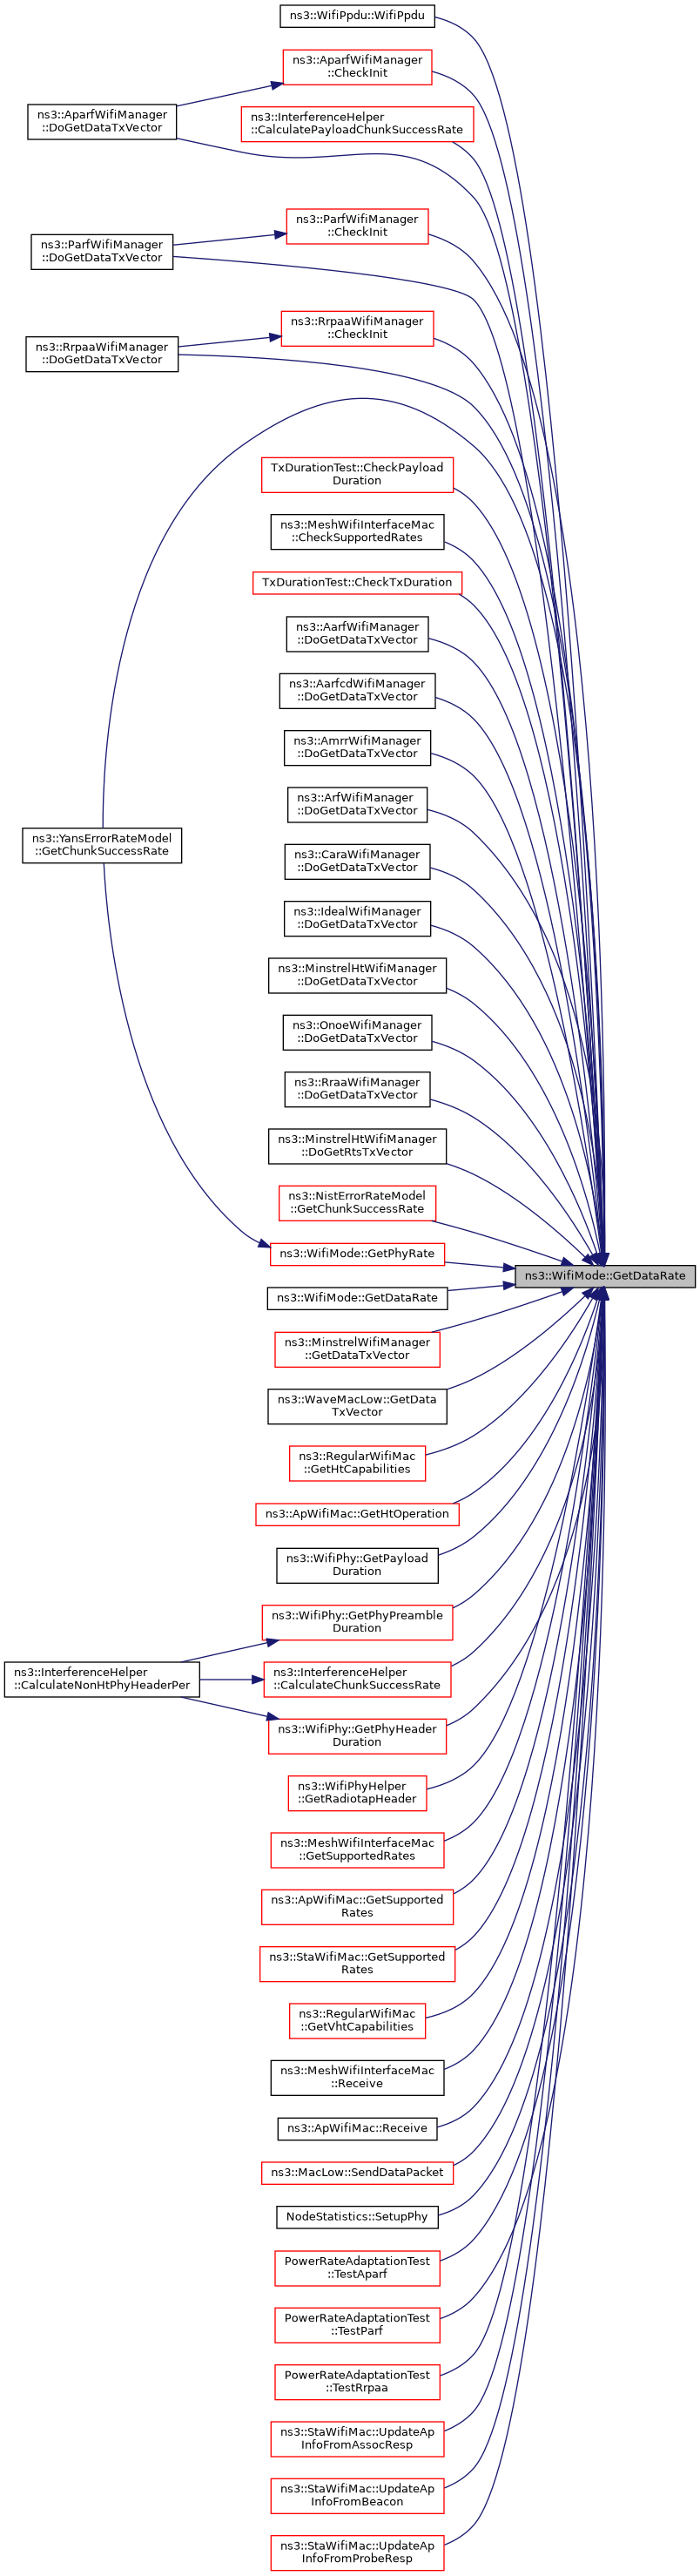 ns3::WifiPpdu::WifiPpdu
ns3::AparfWifiManager
::CheckInit
ns3::AparfWifiManager
::DoGetDataTxVector
ns3::InterferenceHelper
::CalculatePayloadChunkSuccessRate
ns3::ParfWifiManager
::CheckInit
ns3::ParfWifiManager
::DoGetDataTxVector
ns3::RrpaaWifiManager
::CheckInit
ns3::RrpaaWifiManager
::DoGetDataTxVector
TxDurationTest::CheckPayload
Duration
ns3::MeshWifiInterfaceMac
::CheckSupportedRates
TxDurationTest::CheckTxDuration
ns3::AarfWifiManager
::DoGetDataTxVector
ns3::AarfcdWifiManager
::DoGetDataTxVector
ns3::AmrrWifiManager
::DoGetDataTxVector
ns3::ArfWifiManager
::DoGetDataTxVector
ns3::YansErrorRateModel
::GetChunkSuccessRate
ns3::CaraWifiManager
::DoGetDataTxVector
ns3::IdealWifiManager
::DoGetDataTxVector
ns3::MinstrelHtWifiManager
::DoGetDataTxVector
ns3::OnoeWifiManager
::DoGetDataTxVector
ns3::RraaWifiManager
::DoGetDataTxVector
ns3::MinstrelHtWifiManager
::DoGetRtsTxVector
ns3::NistErrorRateModel
::GetChunkSuccessRate
ns3::WifiMode::GetPhyRate
ns3::WifiMode::GetDataRate
ns3::WifiMode::GetDataRate
ns3::MinstrelWifiManager
::GetDataTxVector
ns3::WaveMacLow::GetData
TxVector
ns3::RegularWifiMac
::GetHtCapabilities
ns3::ApWifiMac::GetHtOperation
ns3::WifiPhy::GetPayload
Duration
ns3::WifiPhy::GetPhyPreamble
Duration
ns3::InterferenceHelper
::CalculateNonHtPhyHeaderPer
ns3::InterferenceHelper
::CalculateChunkSuccessRate
ns3::WifiPhy::GetPhyHeader
Duration
ns3::WifiPhyHelper
::GetRadiotapHeader
ns3::MeshWifiInterfaceMac
::GetSupportedRates
ns3::ApWifiMac::GetSupported
Rates
ns3::StaWifiMac::GetSupported
Rates
ns3::RegularWifiMac
::GetVhtCapabilities
ns3::MeshWifiInterfaceMac
::Receive
ns3::ApWifiMac::Receive
ns3::MacLow::SendDataPacket
NodeStatistics::SetupPhy
PowerRateAdaptationTest
::TestAparf
PowerRateAdaptationTest
::TestParf
PowerRateAdaptationTest
::TestRrpaa
ns3::StaWifiMac::UpdateAp
InfoFromAssocResp
ns3::StaWifiMac::UpdateAp
InfoFromBeacon
ns3::StaWifiMac::UpdateAp
InfoFromProbeResp